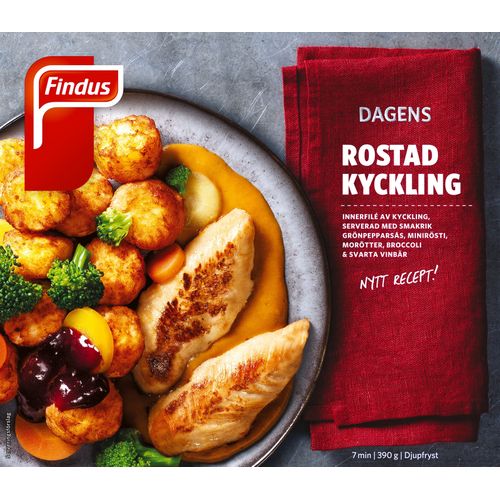 Findus
DAGENS
ROSTAD
KYCKLING
INNERFILÉ AV KYCKLING,
SERVERAD MED SMAKRIK
GRÖNPEPPARSÅS, MINIRÖSTI,
MORÖTTER, BROCCOLI
& SVARTA VINBÄR
NYTT RECEPT!
7 min | 390 g | Djupfryst
Serveringsförslag